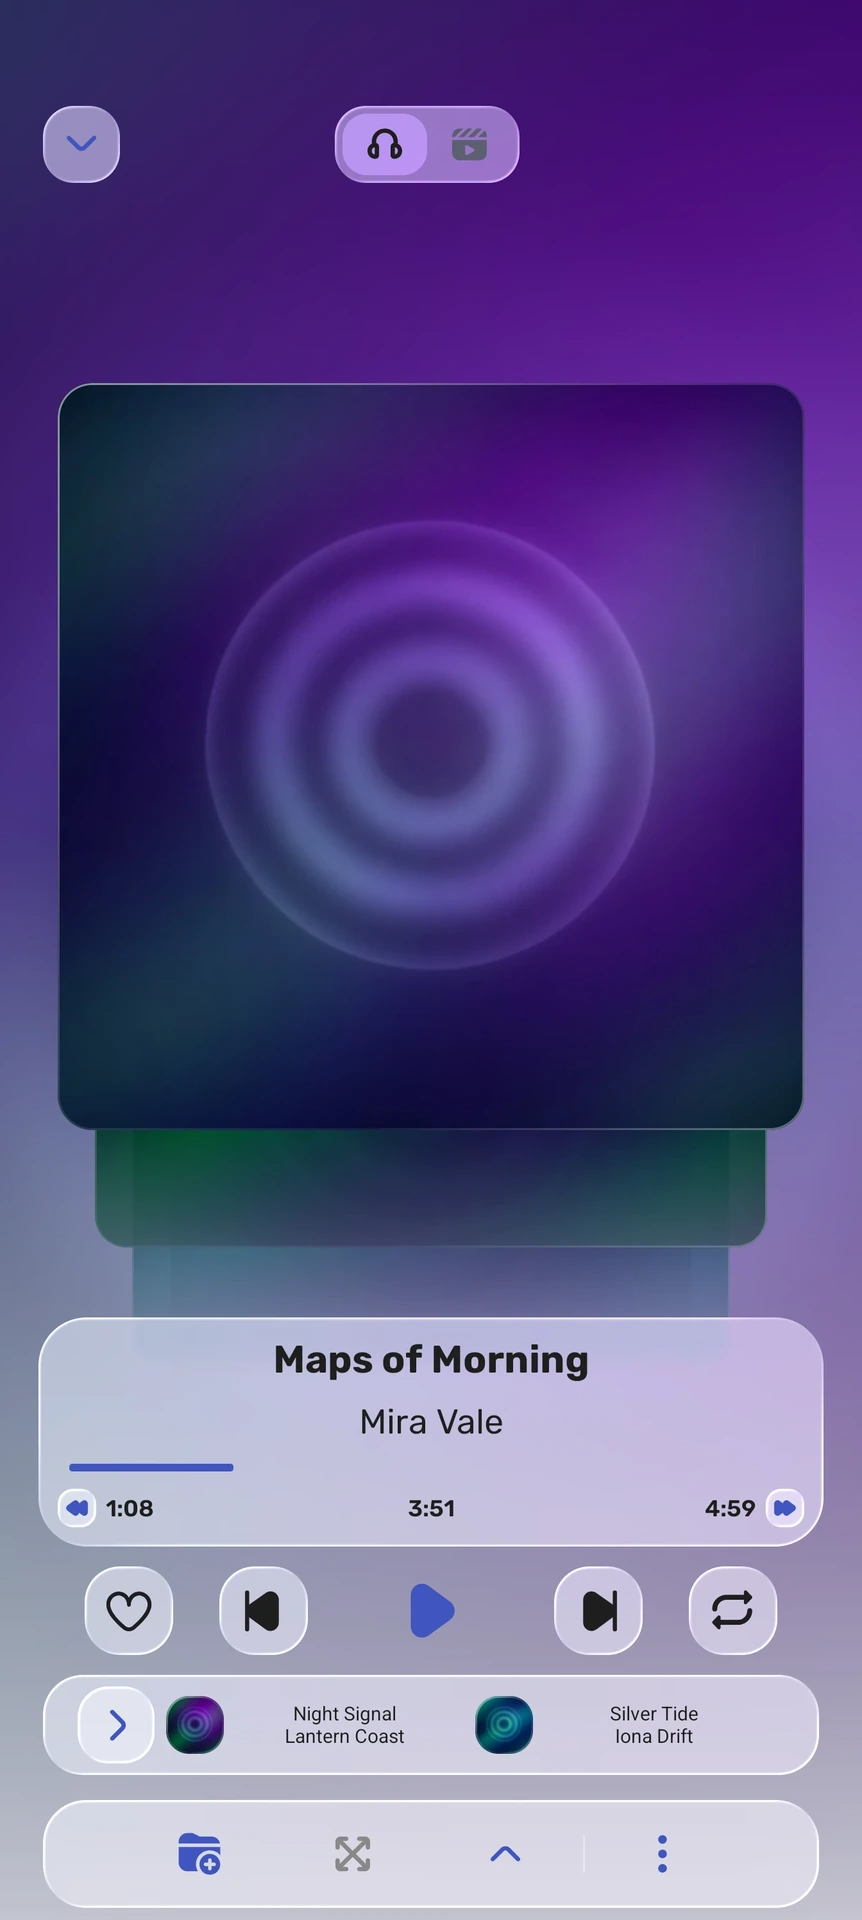 Maps of Morning
Mira Vale
1:08 3:51 4:59
Night Signal
Lantern Coast
Silver Tide
Iona Drift